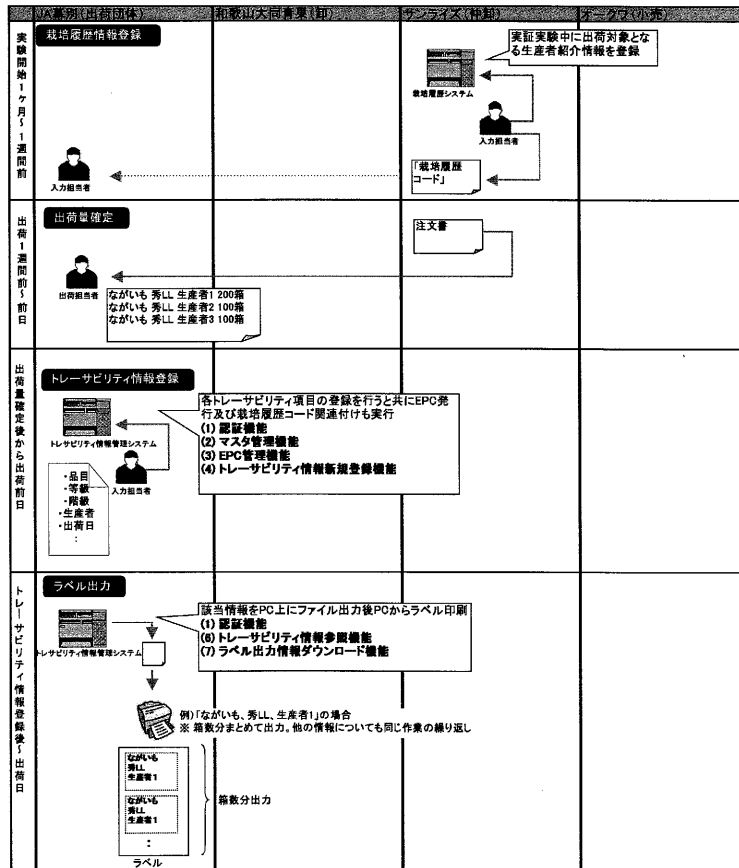 JA幕別(出荷団体)
和歌山大同青果(卸)
サンライズ(仲卸)
オークワ(小売)
実験開始1ヶ月~1週間前
栽培履歴情報登録
実証実験中に出荷対象とな
る生産者紹介情報を登録
栽培履歴システム
入力担当者
「栽培履歴
コード」
入力担当者
出荷1週間前~前日
出荷量確定
注文書
出荷担当者
ながいも 秀LL 生産者1 200箱
ながいも 秀LL 生産者2 100箱
ながいも 秀LL 生産者3 100箱
出荷量確定後から出荷前日
トレーサビリティ情報登録
各トレーサビリティ項目の登録を行うと共にEPC発
行及び栽培履歴コード関連付けも実行
(1) 認証機能
(2) マスタ管理機能
(3) EPC管理機能
(4) トレーサビリティ情報新規登録機能
トレサビリティ情報管理システム
入力担当者
・品目
・等級
・階級
・生産者
・出荷日
:
トレーサビリティ情報登録後~出荷日
ラベル出力
該当情報をPC上にファイル出力後PCからラベル印刷
(1) 認証機能
(6) トレーサビリティ情報参照機能
(7) ラベル出力情報ダウンロード機能
トレサビリティ情報管理システム
例)「ながいも、秀LL、生産者1」の場合
※ 箱数分まとめて出力。他の情報についても同じ作業の繰り返し
ながいも
秀LL
生産者1
ながいも
秀LL
生産者1
:
箱数分出力
ラベル